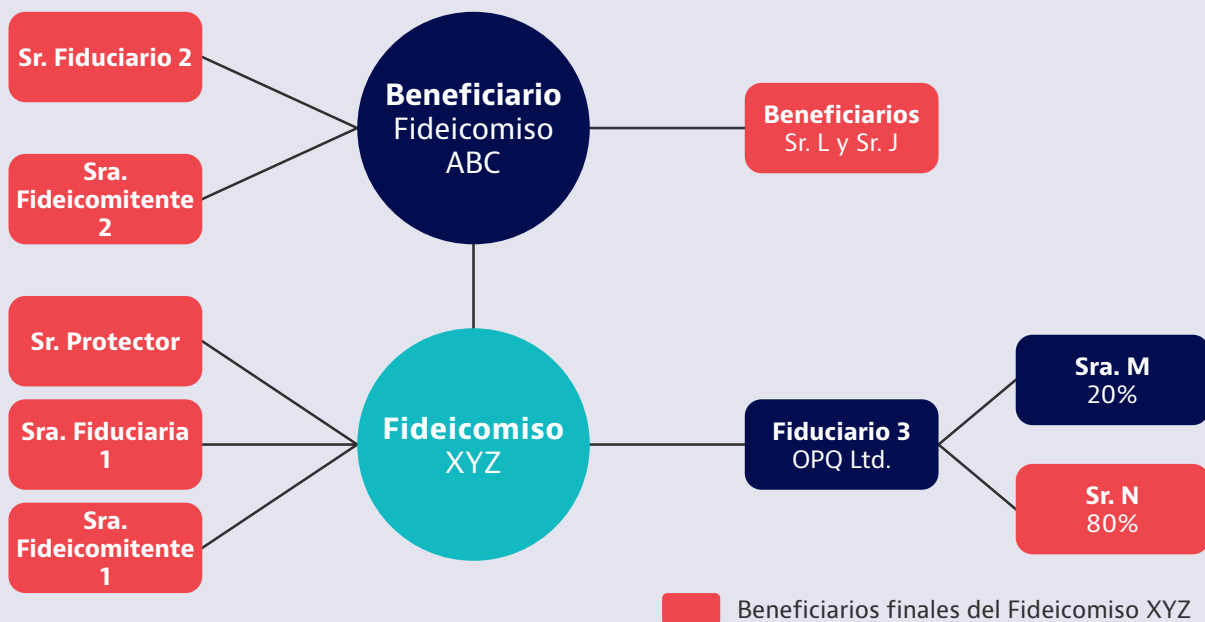 Sr. Fiduciario 2
Sra.
Fideicomitente
2
Beneficiario
Fideicomiso
ABC
Beneficiarios
Sr. L y Sr. J
Sr. Protector
Sra. Fiduciaria
1
Sra.
Fideicomitente
1
Fideicomiso
XYZ
Fiduciario 3
OPQ Ltd.
Sra. M
20%
Sr. N
80%
Beneficiarios finales del Fideicomiso XYZ